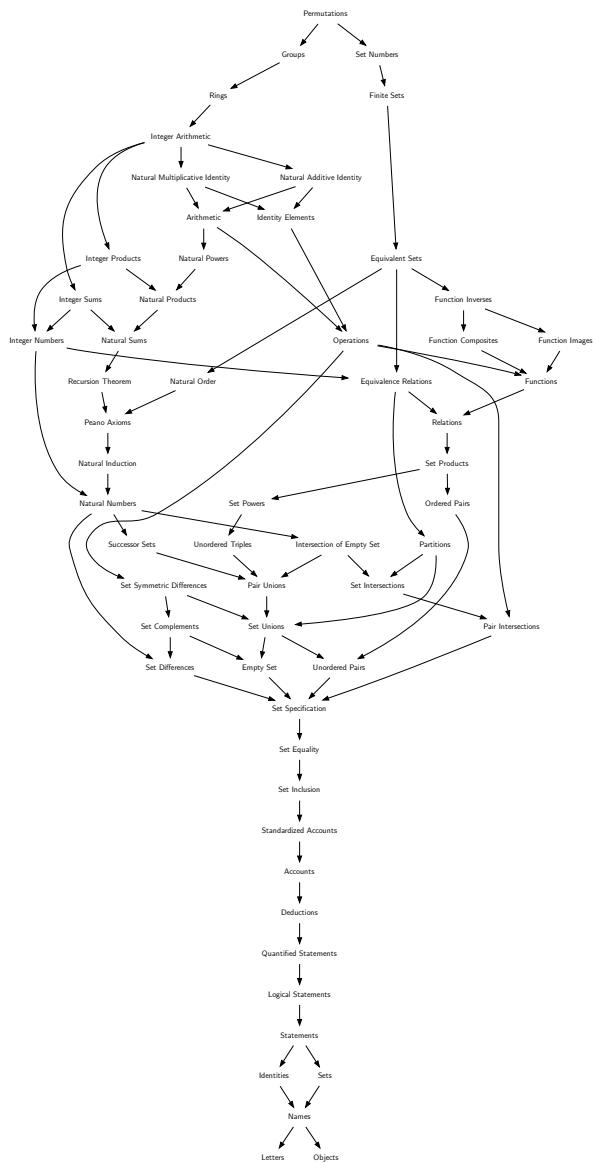 Permutations
Groups Set Numbers
Rings Finite Sets
Integer Arithmetic
Natural Multiplicative Identity Natural Additive Identity
Arithmetic Identity Elements
Integer Products Natural Powers Equivalent Sets
Integer Sums Natural Products Function Inverses
Integer Numbers Natural Sums Operations Function Composites Function Images
Recursion Theorem Natural Order Equivalence Relations Functions
Peano Axioms Relations
Natural Induction Set Products
Natural Numbers Set Powers Ordered Pairs
Successor Sets Unordered Triples Intersection of Empty Set Partitions
Set Symmetric Differences Pair Unions Set Intersections
Set Complements Set Unions Pair Intersections
Set Differences Empty Set Unordered Pairs
Set Specification
Set Equality
Set Inclusion
Standardized Accounts
Accounts
Deductions
Quantified Statements
Logical Statements
Statements
Identities Sets
Names
Letters Objects